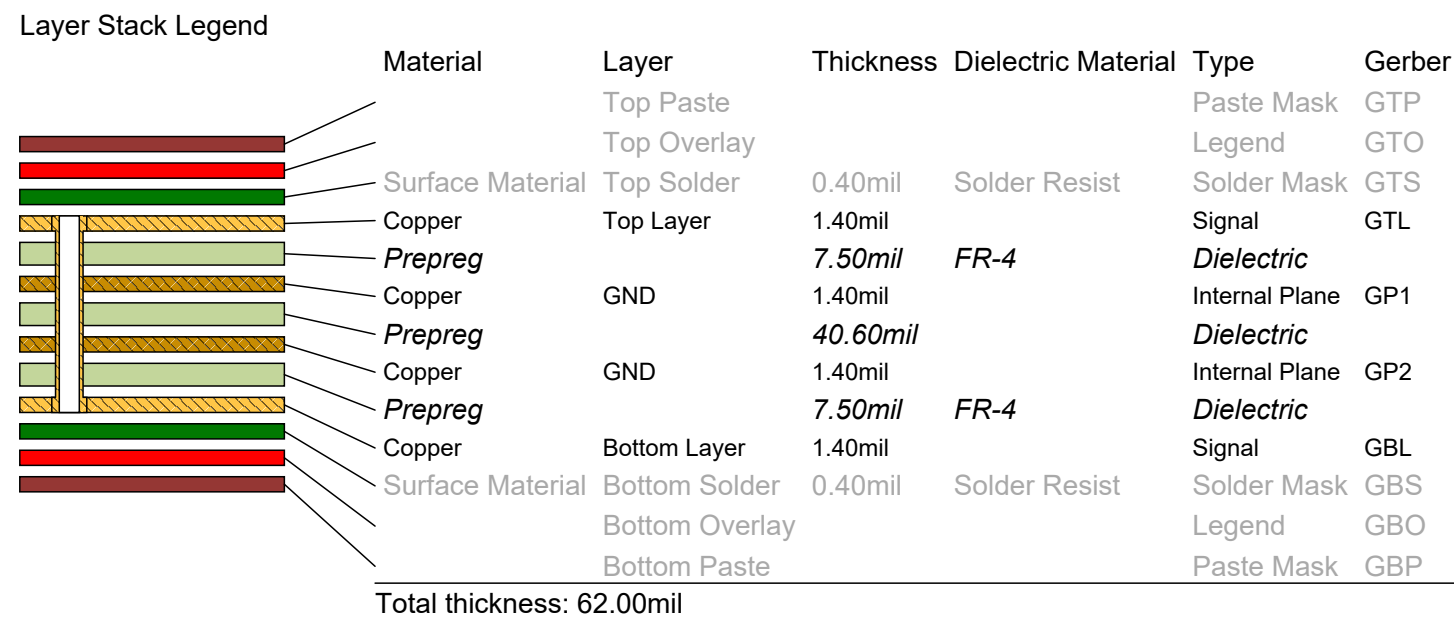 Layer Stack Legend
Material Layer Thickness Dielectric Material Type Gerber
Top Paste Paste Mask GTP
Top Overlay Legend GTO
Surface Material Top Solder 0.40mil Solder Resist Solder Mask GTS
Copper Top Layer 1.40mil Signal GTL
Prepreg 7.50mil FR-4 Dielectric
Copper GND 1.40mil Internal Plane GP1
Prepreg 40.60mil Dielectric
Copper GND 1.40mil Internal Plane GP2
Prepreg 7.50mil FR-4 Dielectric
Copper Bottom Layer 1.40mil Signal GBL
Surface Material Bottom Solder 0.40mil Solder Resist Solder Mask GBS
Bottom Overlay Legend GBO
Bottom Paste Paste Mask GBP
Total thickness: 62.00mil